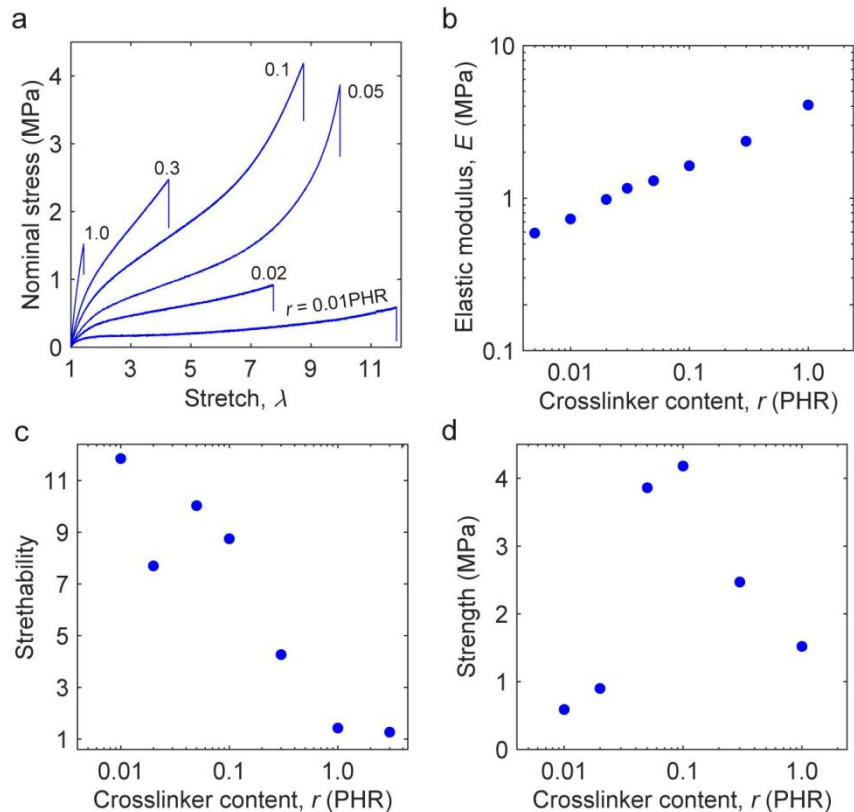 a
Nominal stress (MPa)
4
3
2
1
0
1.0
0.3
0.1
0.05
0.02
r = 0.01PHR
1 3 5 7 9 11
Stretch, λ
b
Elastic modulus, E (MPa)
10
1
0.1
0.01 0.1 1.0
Crosslinker content, r (PHR)
c
Strethability
11
9
7
5
3
1
0.01 0.1 1.0
Crosslinker content, r (PHR)
d
Strength (MPa)
4
3
2
1
0
0.01 0.1 1.0
Crosslinker content, r (PHR)